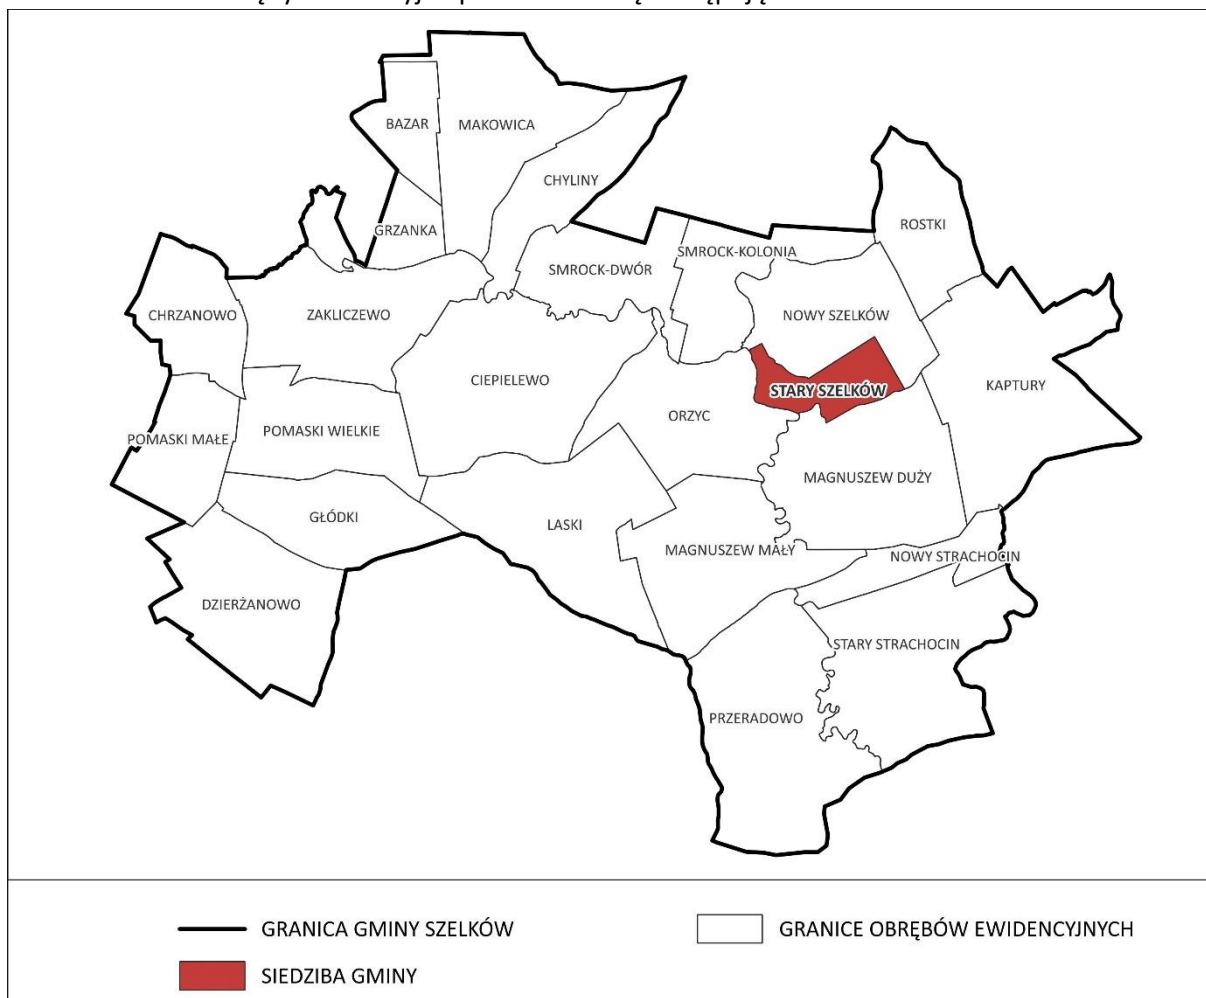 BAZAR
MAKOWICA
CHYLINY
GRZANKA
ROSTKI
SMROCK-KOLONIA
SMROCK-DWÓR
CHRZANOWO
ZAKLICZEWO
NOWY SZELKÓW
CIEPIELEWO
STARY SZELKÓW
KAPTURY
ORZYC
POMASKI MAŁE
POMASKI WIELKIE
MAGNUSZEW DUŻY
GŁÓDKI
LASKI
MAGNUSZEW MAŁY
NOWY STRACHOCIN
DZIERŻANOWO
STARY STRACHOCIN
PRZERADOWO
GRANICA GMINY SZELKÓW
GRANICE OBRĘBÓW EWIDENCYJNYCH
SIEDZIBA GMINY